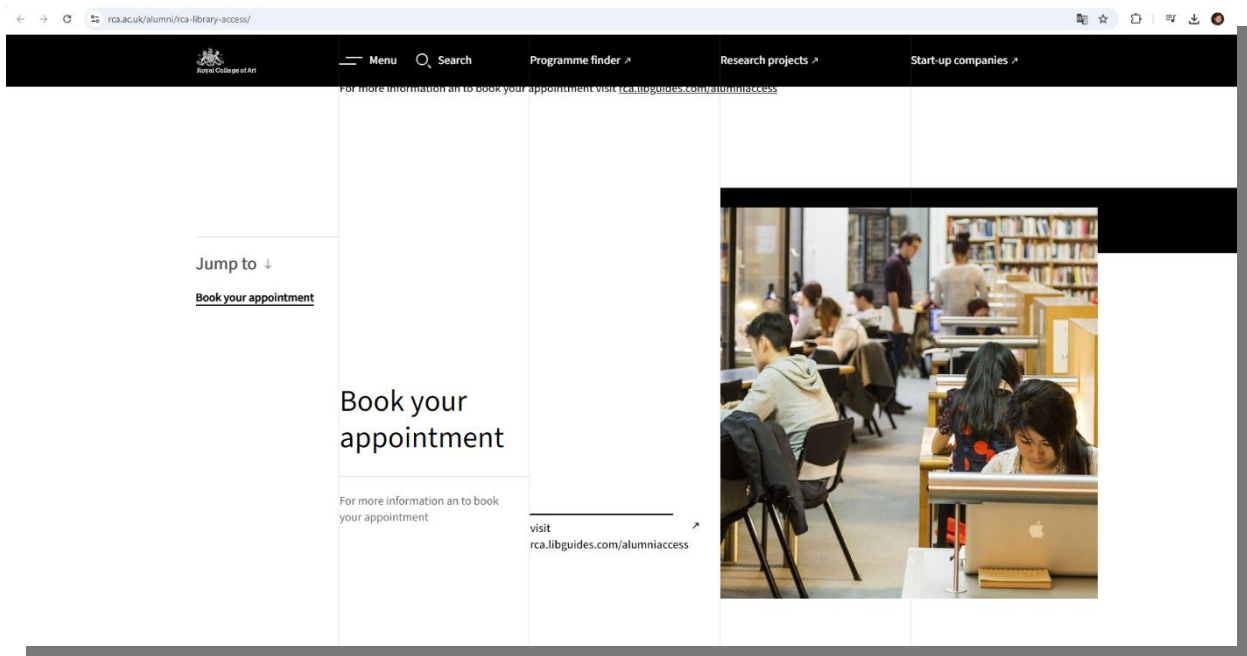 rca.ac.uk/alumni/rca-library-access/
Royal College of Art
Menu
Search
Programme finder ↗
Research projects ↗
Start-up companies ↗
For more information an to book your appointment visit rca.libguides.com/alumniaccess
Jump to ↓
Book your appointment
Book your
appointment
For more information an to book
your appointment
visit
rca.libguides.com/alumniaccess
↗